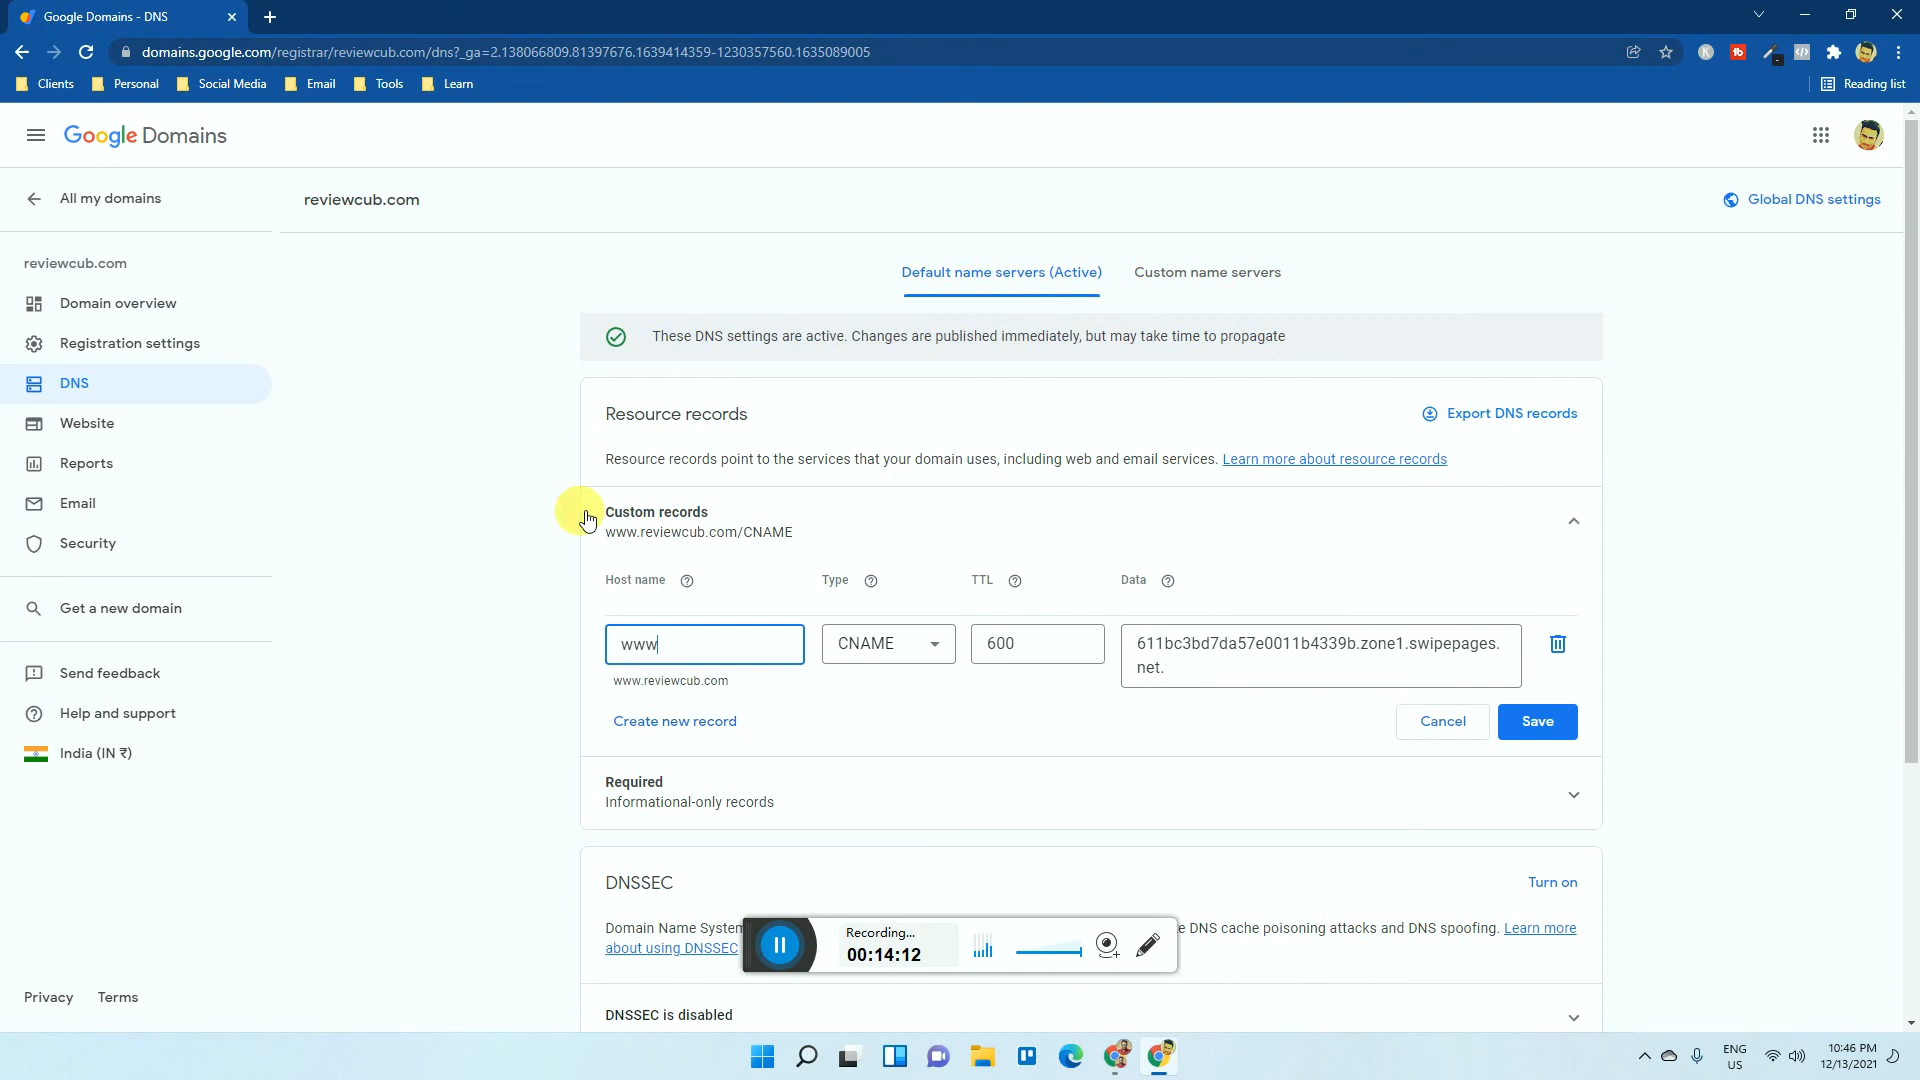 Google Domains - DNS
domains.google.com/registrar/reviewcub.com/dns?_ga=2.138066809.81397676.1639414359-1230357560.1635089005
Clients
Personal
Social Media
Email
Tools
Learn
Reading list
Google Domains
All my domains
reviewcub.com
Global DNS settings
reviewcub.com
Domain overview
Registration settings
DNS
Website
Reports
Email
Security
Get a new domain
Send feedback
Help and support
India (IN ₹)
Privacy
Terms
Default name servers (Active)
Custom name servers
These DNS settings are active. Changes are published immediately, but may take time to propagate
Resource records
Export DNS records
Resource records point to the services that your domain uses, including web and email services. Learn more about resource records
Custom records
www.reviewcub.com/CNAME
Host name
Type
TTL
Data
www
CNAME
600
611bc3bd7da57e0011b4339b.zone1.swipepages.
net.
www.reviewcub.com
Create new record
Cancel
Save
Required
Informational-only records
DNSSEC
Turn on
Domain Name System
e DNS cache poisoning attacks and DNS spoofing. Learn more
about using DNSSEC
DNSSEC is disabled
Recording...
00:14:12
ENG
US
10:46 PM
12/13/2021